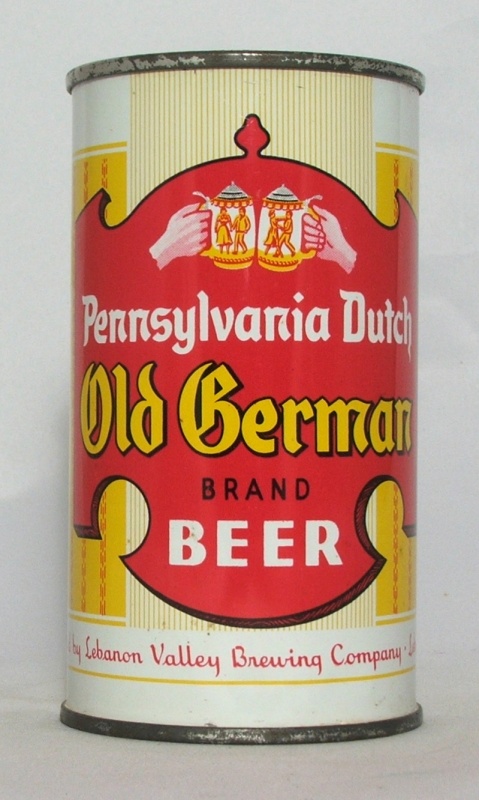 Pennsylvania Dutch
Old German
BRAND
BEER
by Lebanon Valley Brewing Company